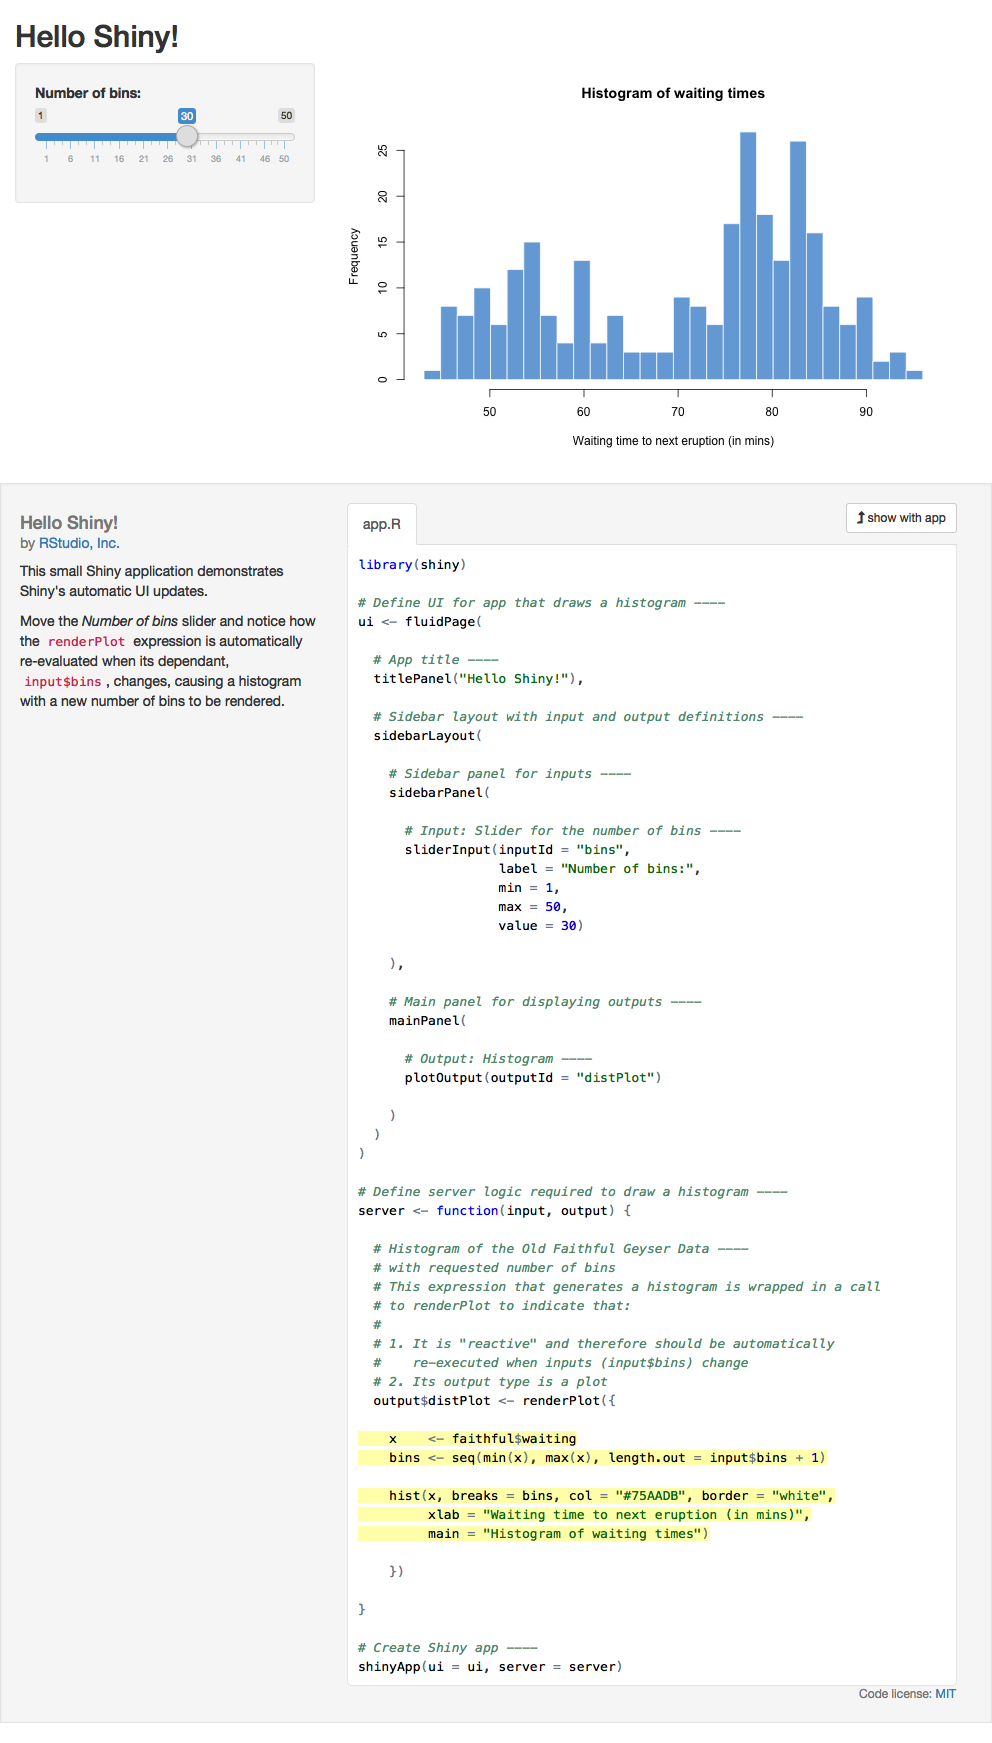 Hello Shiny!
Number of bins:
1 30 50
1 6 11 16 21 26 31 36 41 46 50
Histogram of waiting times
Frequency
25
20
15
10
5
0
50 60 70 80 90
Waiting time to next eruption (in mins)
Hello Shiny!
by RStudio, Inc.
This small Shiny application demonstrates
Shiny's automatic UI updates.
Move the Number of bins slider and notice how
the renderPlot expression is automatically
re-evaluated when its dependant,
input$bins , changes, causing a histogram
with a new number of bins to be rendered.
app.R
show with app
library(shiny)
# Define UI for app that draws a histogram ----
ui <- fluidPage(
# App title ----
titlePanel("Hello Shiny!"),
# Sidebar layout with input and output definitions ----
sidebarLayout(
# Sidebar panel for inputs ----
sidebarPanel(
# Input: Slider for the number of bins ----
sliderInput(inputId = "bins",
label = "Number of bins:",
min = 1,
max = 50,
value = 30)
),
# Main panel for displaying outputs ----
mainPanel(
# Output: Histogram ----
plotOutput(outputId = "distPlot")
)
)
)
# Define server logic required to draw a histogram ----
server <- function(input, output) {
# Histogram of the Old Faithful Geyser Data ----
# with requested number of bins
# This expression that generates a histogram is wrapped in a call
# to renderPlot to indicate that:
#
# 1. It is "reactive" and therefore should be automatically
#    re-executed when inputs (input$bins) change
# 2. Its output type is a plot
output$distPlot <- renderPlot({
x    <- faithful$waiting
bins <- seq(min(x), max(x), length.out = input$bins + 1)
hist(x, breaks = bins, col = "#75AADB", border = "white",
xlab = "Waiting time to next eruption (in mins)",
main = "Histogram of waiting times")
})
}
# Create Shiny app ----
shinyApp(ui = ui, server = server)
Code license: MIT